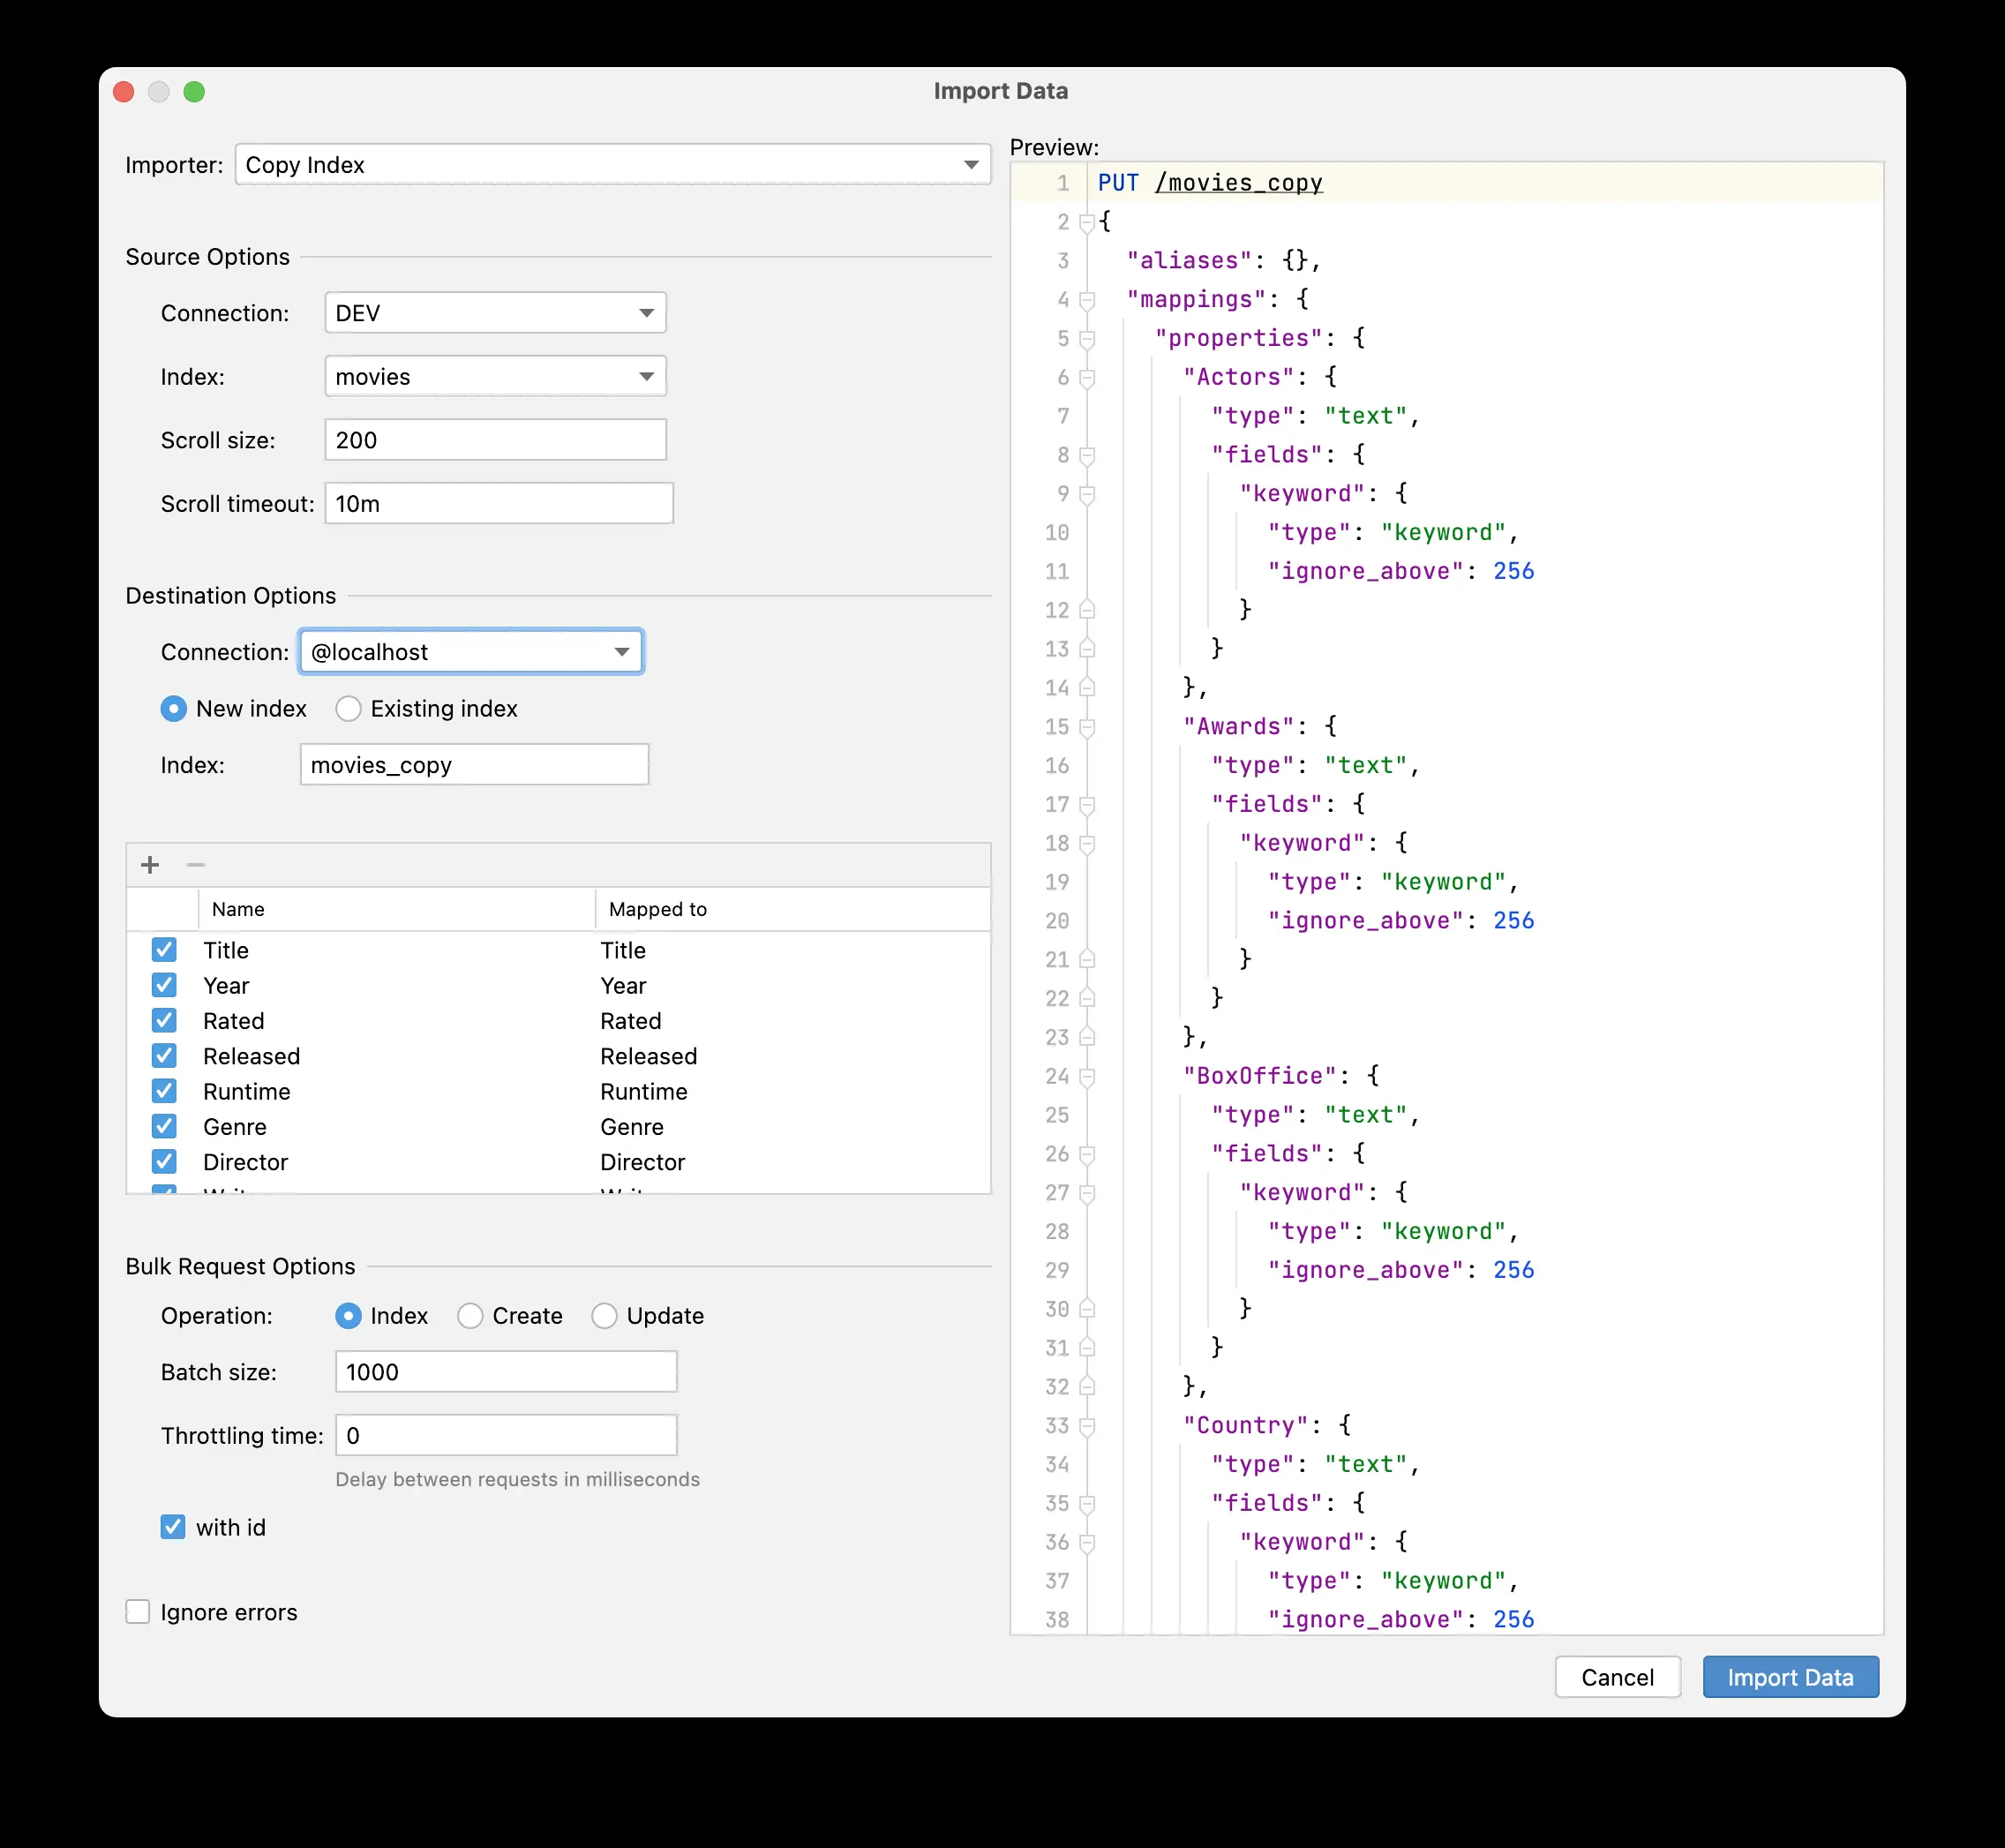 Import Data
Importer: Copy Index
Source Options
Connection: DEV
Index: movies
Scroll size: 200
Scroll timeout: 10m
Destination Options
Connection: @localhost
New index Existing index
Index: movies_copy
Name Mapped to
Title Title
Year Year
Rated Rated
Released Released
Runtime Runtime
Genre Genre
Director Director
Bulk Request Options
Operation: Index Create Update
Batch size: 1000
Throttling time: 0
Delay between requests in milliseconds
with id
Ignore errors
Preview:
1 PUT /movies_copy
2 {
3 "aliases": {},
4 "mappings": {
5 "properties": {
6 "Actors": {
7 "type": "text",
8 "fields": {
9 "keyword": {
10 "type": "keyword",
11 "ignore_above": 256
12 }
13 }
14 },
15 "Awards": {
16 "type": "text",
17 "fields": {
18 "keyword": {
19 "type": "keyword",
20 "ignore_above": 256
21 }
22 }
23 },
24 "BoxOffice": {
25 "type": "text",
26 "fields": {
27 "keyword": {
28 "type": "keyword",
29 "ignore_above": 256
30 }
31 }
32 },
33 "Country": {
34 "type": "text",
35 "fields": {
36 "keyword": {
37 "type": "keyword",
38 "ignore_above": 256
Cancel Import Data